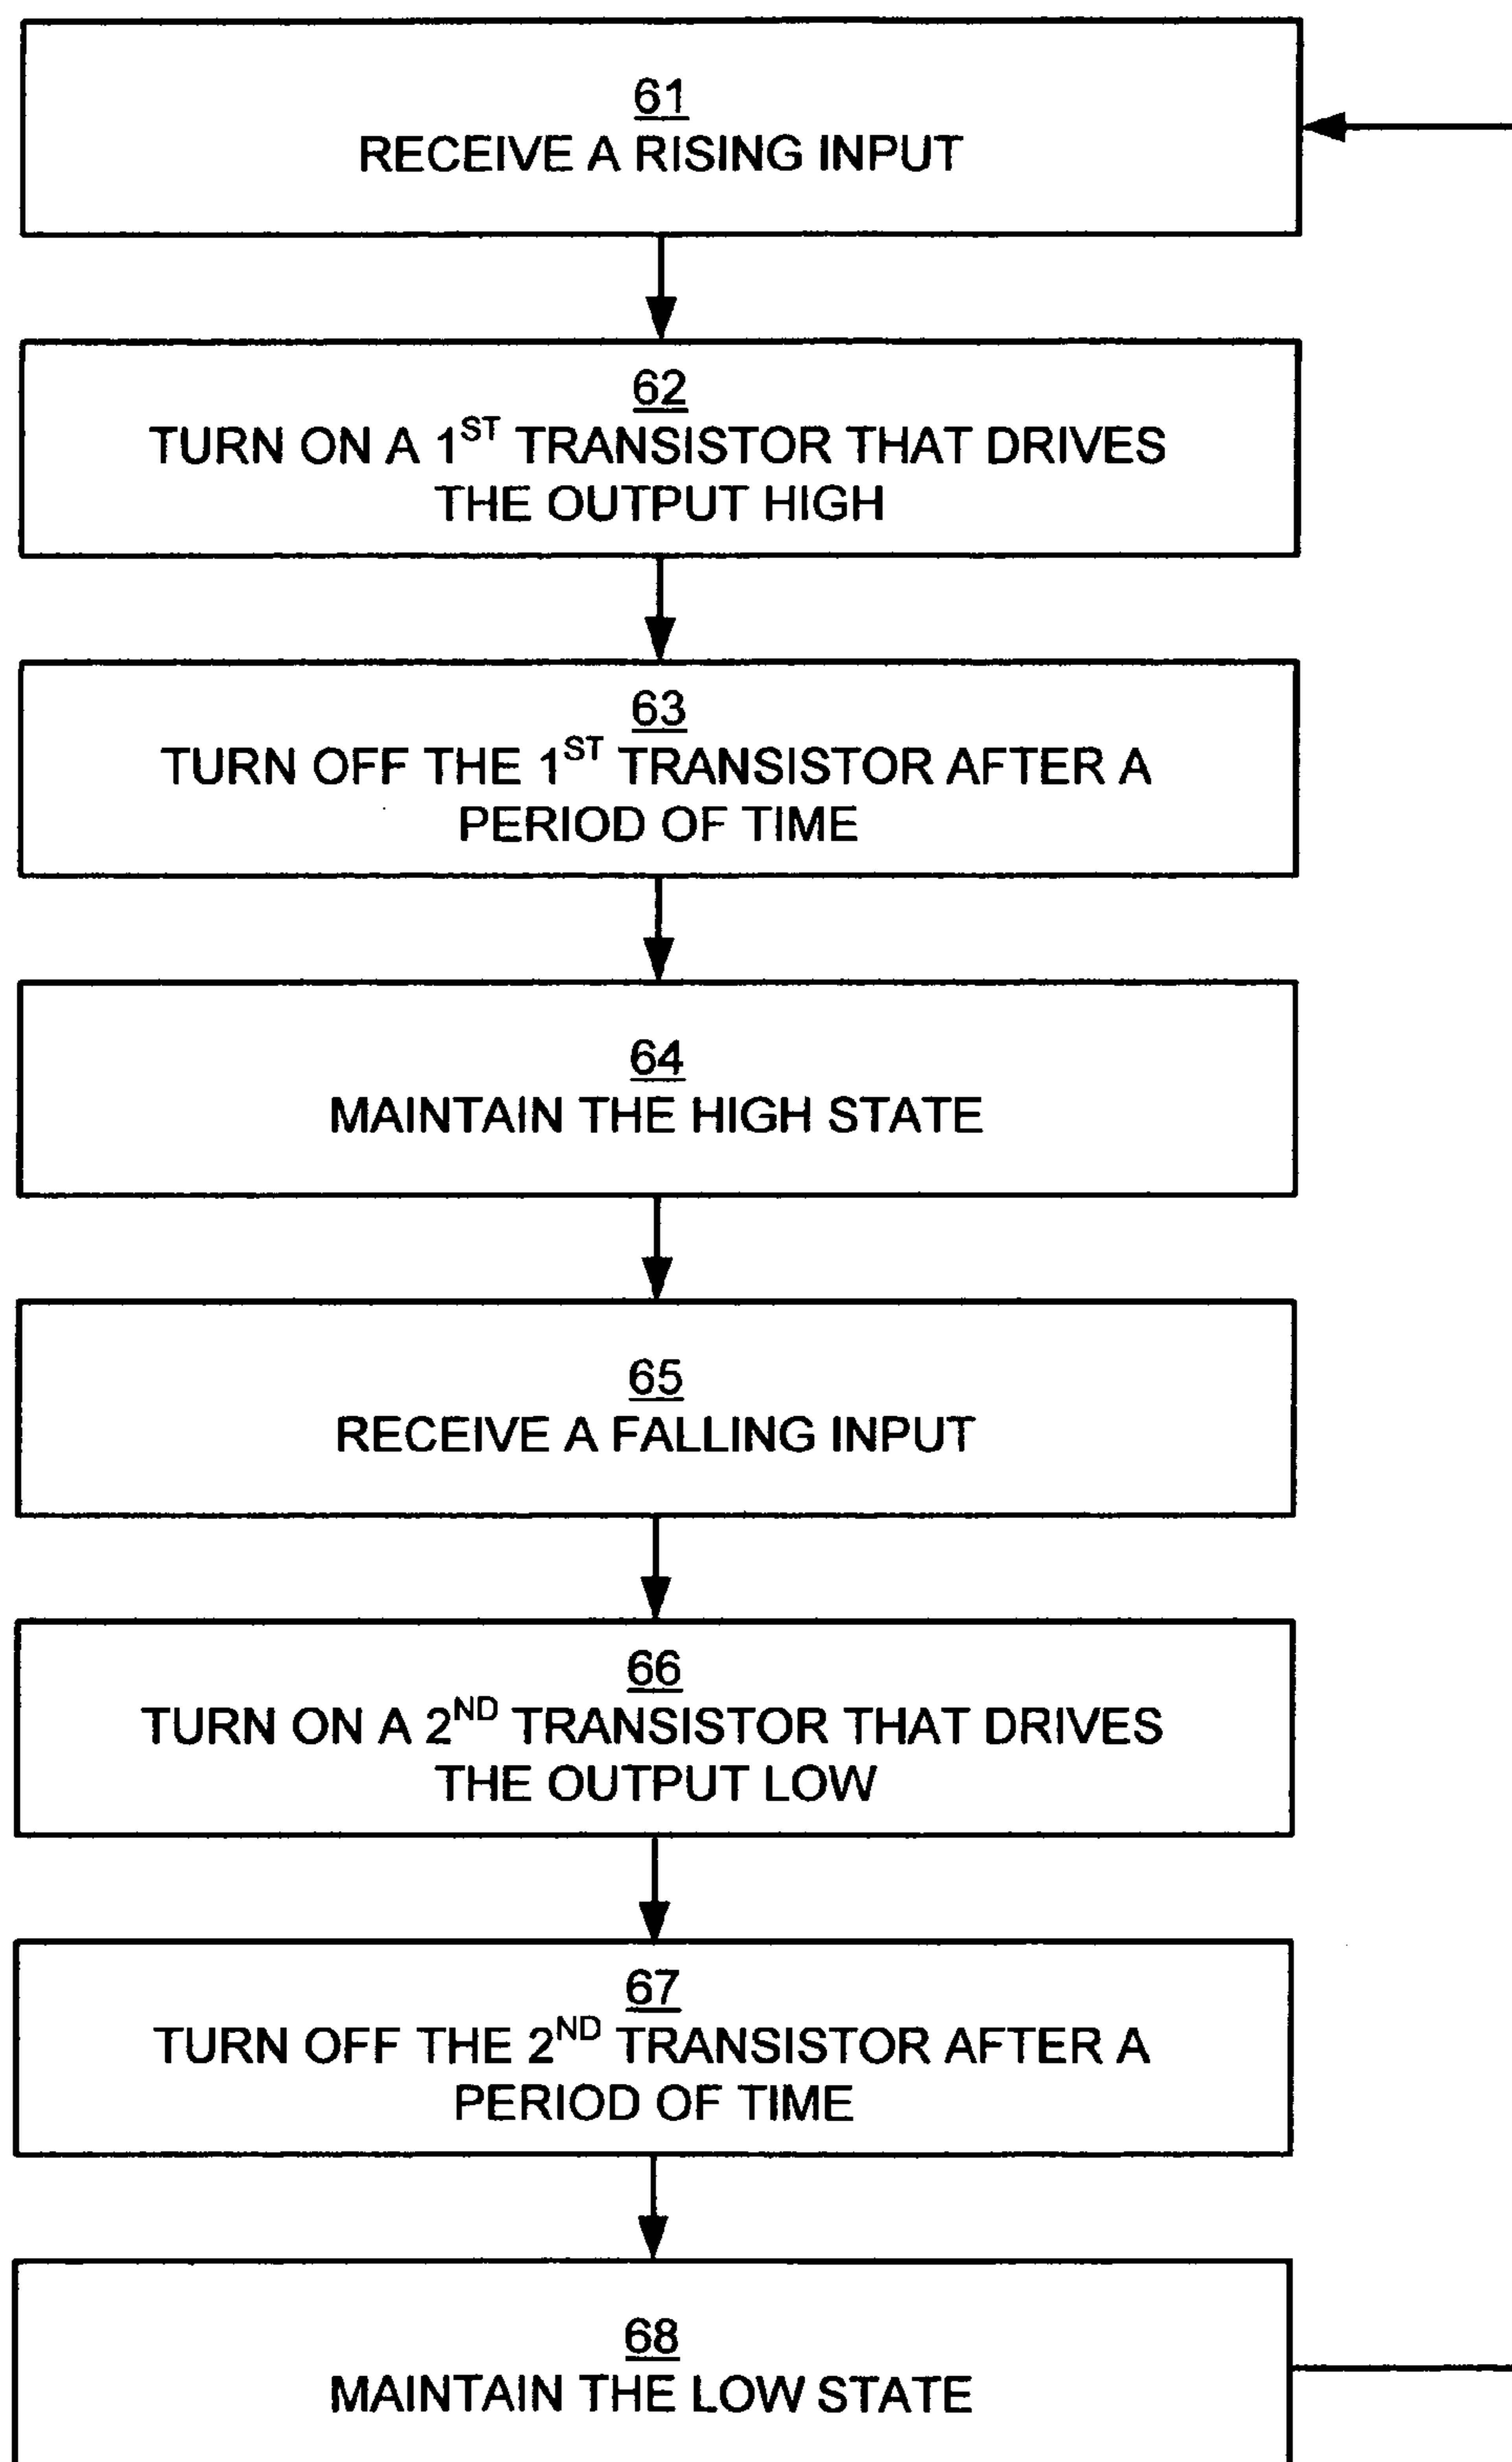 61
RECEIVE A RISING INPUT
62
TURN ON A 1ST TRANSISTOR THAT DRIVES
THE OUTPUT HIGH
63
TURN OFF THE 1ST TRANSISTOR AFTER A
PERIOD OF TIME
64
MAINTAIN THE HIGH STATE
65
RECEIVE A FALLING INPUT
66
TURN ON A 2ND TRANSISTOR THAT DRIVES
THE OUTPUT LOW
67
TURN OFF THE 2ND TRANSISTOR AFTER A
PERIOD OF TIME
68
MAINTAIN THE LOW STATE